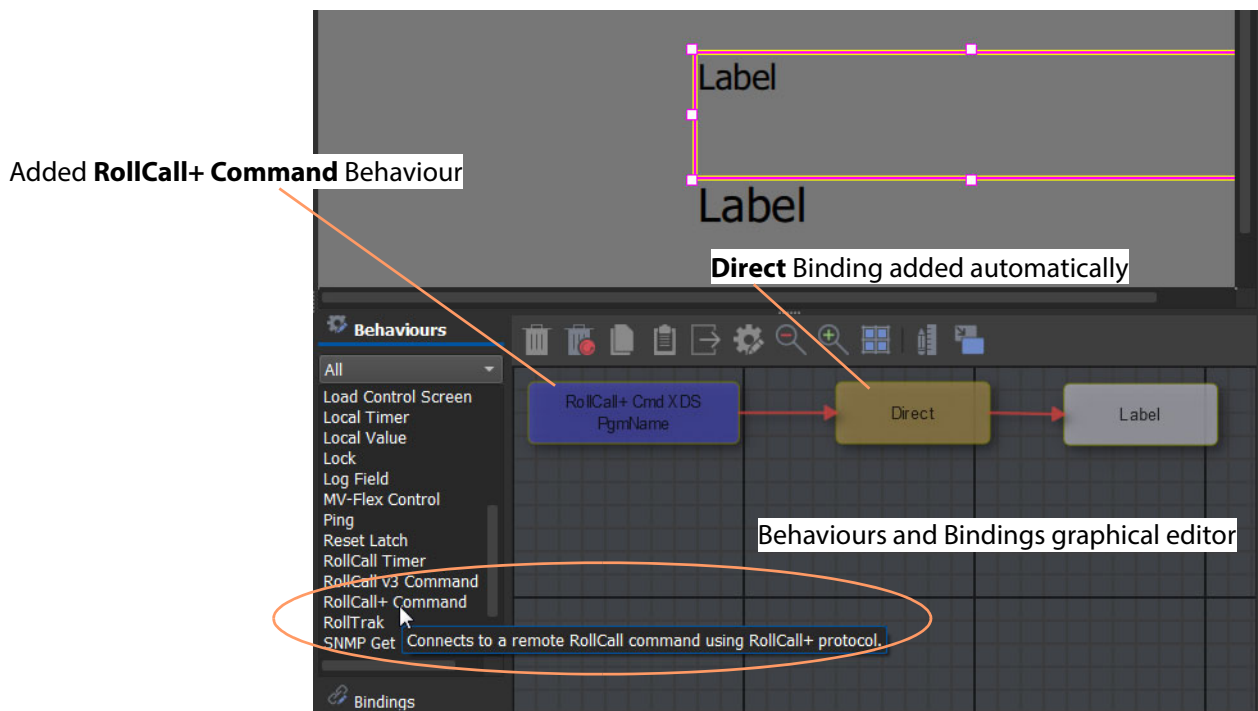 Label
Added RollCall+ Command Behaviour
Label
Direct Binding added automatically
Behaviours
All
Load Control Screen
Local Timer
Local Value
Lock
Log Field
MV-Flex Control
Ping
Reset Latch
RollCall Timer
RollCall v3 Command
RollCall+ Command
RollTrak
SNMP Get
Connects to a remote RollCall command using RollCall+ protocol.
Bindings
RollCall+ Cmd XDS
PgmName
Direct
Label
Behaviours and Bindings graphical editor